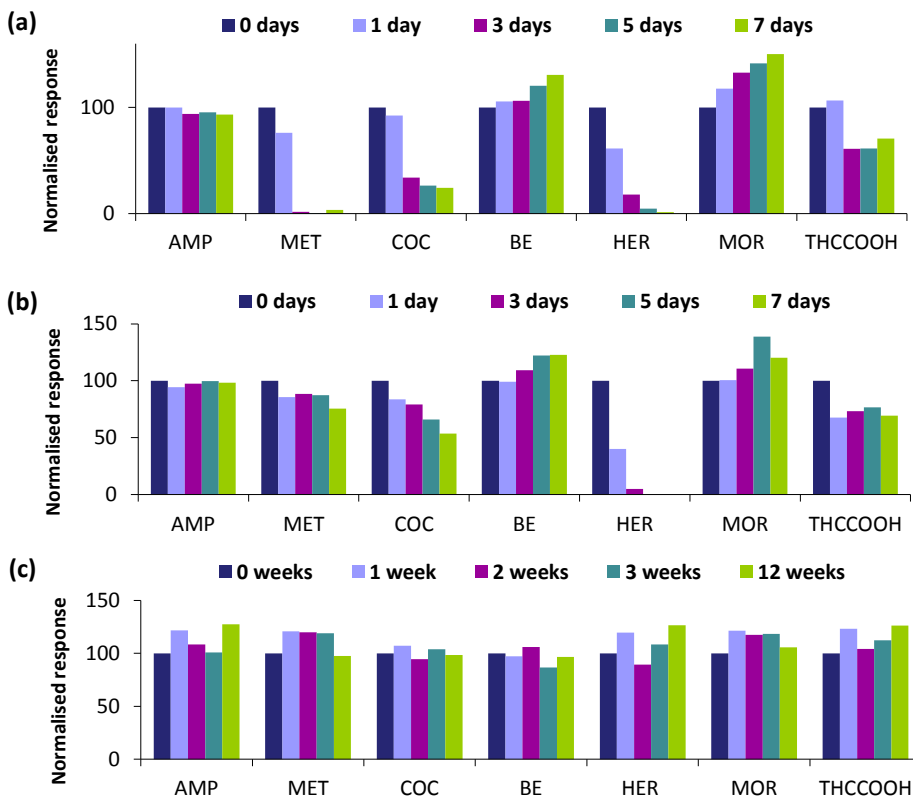 (a)
0 days 1 day 3 days 5 days 7 days
Normalised response
100
0
AMP MET COC BE HER MOR THCCOOH
(b)
0 days 1 day 3 days 5 days 7 days
Normalised response
150
100
50
0
AMP MET COC BE HER MOR THCCOOH
(c)
0 weeks 1 week 2 weeks 3 weeks 12 weeks
Normalised response
150
100
50
0
AMP MET COC BE HER MOR THCCOOH